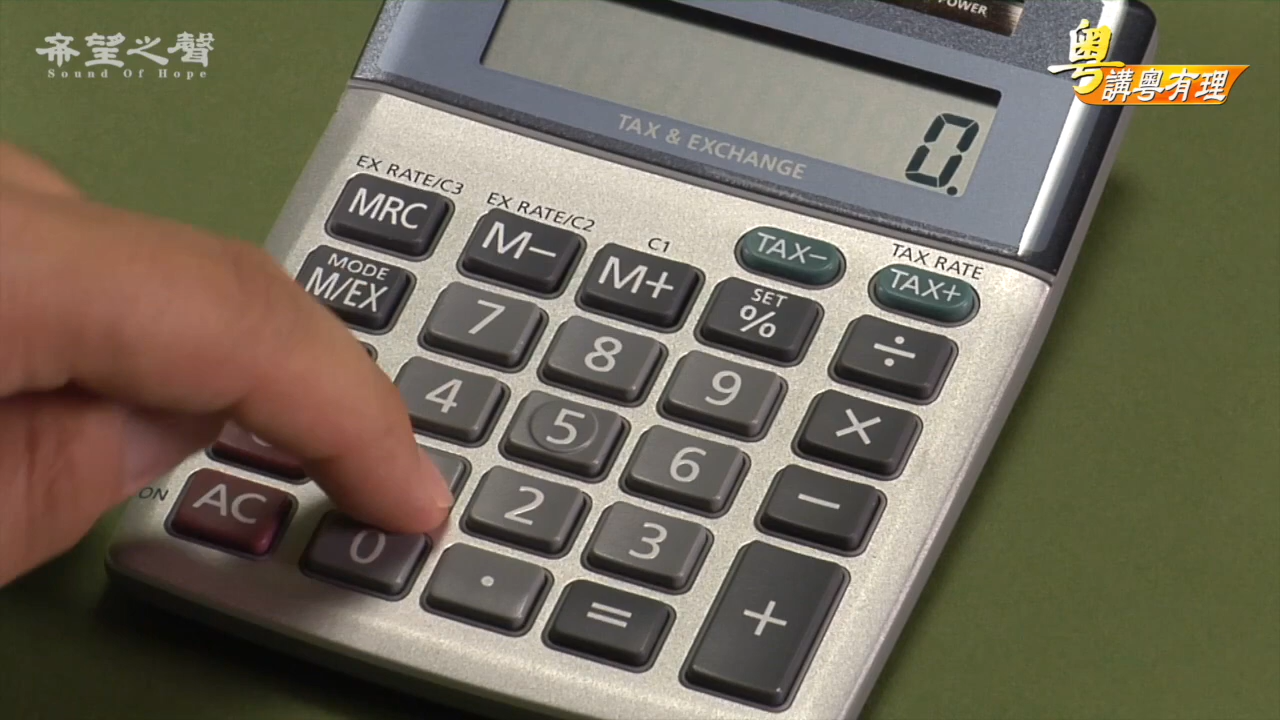 希望之聲
Sound Of Hope
粵
講粵有理
POWER
0.
TAX & EXCHANGE
EX RATE/C3
MRC
EX RATE/C2
M−
C1
M+
TAX−
TAX RATE
TAX+
MODE
M/EX
7
8
9
SET
%
÷
4
5
6
×
2
3
−
ON
AC
0
.
=
+